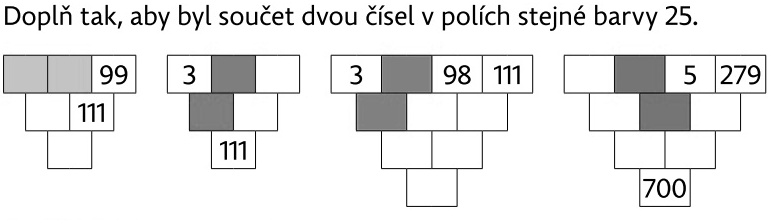 Doplň tak, aby byl součet dvou čísel v polích stejné barvy 25.
99 3 3 98 111 5 279
111
111
700